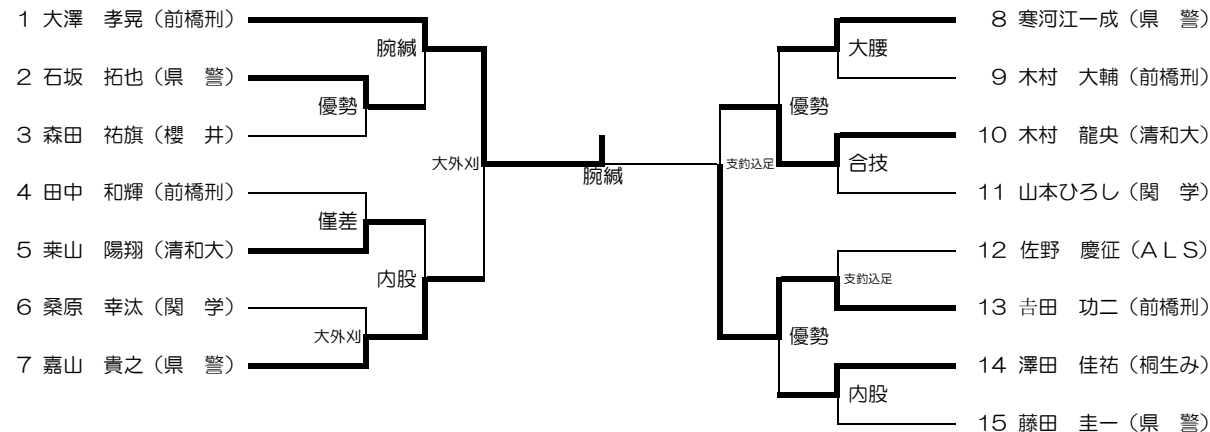 1 大澤　孝晃（前橋刑）
2 石坂　拓也（県　警）
3 森田　祐旗（櫻　井）
4 田中　和輝（前橋刑）
5 乗山　陽翔（清和大）
6 桑原　幸汰（関　学）
7 嘉山　貴之（県　警）
腕緘
優勢
僅差
内股
大外刈
大外刈
腕緘
8 寒河江一成（県　警）
9 木村　大輔（前橋刑）
10 木村　龍央（清和大）
11 山本ひろし（関　学）
12 佐野　慶征（ＡＬＳ）
13 𠮷田　功二（前橋刑）
14 澤田　佳祐（桐生み）
15 藤田　圭一（県　警）
大腰
優勢
合技
支釣込足
支釣込足
優勢
内股